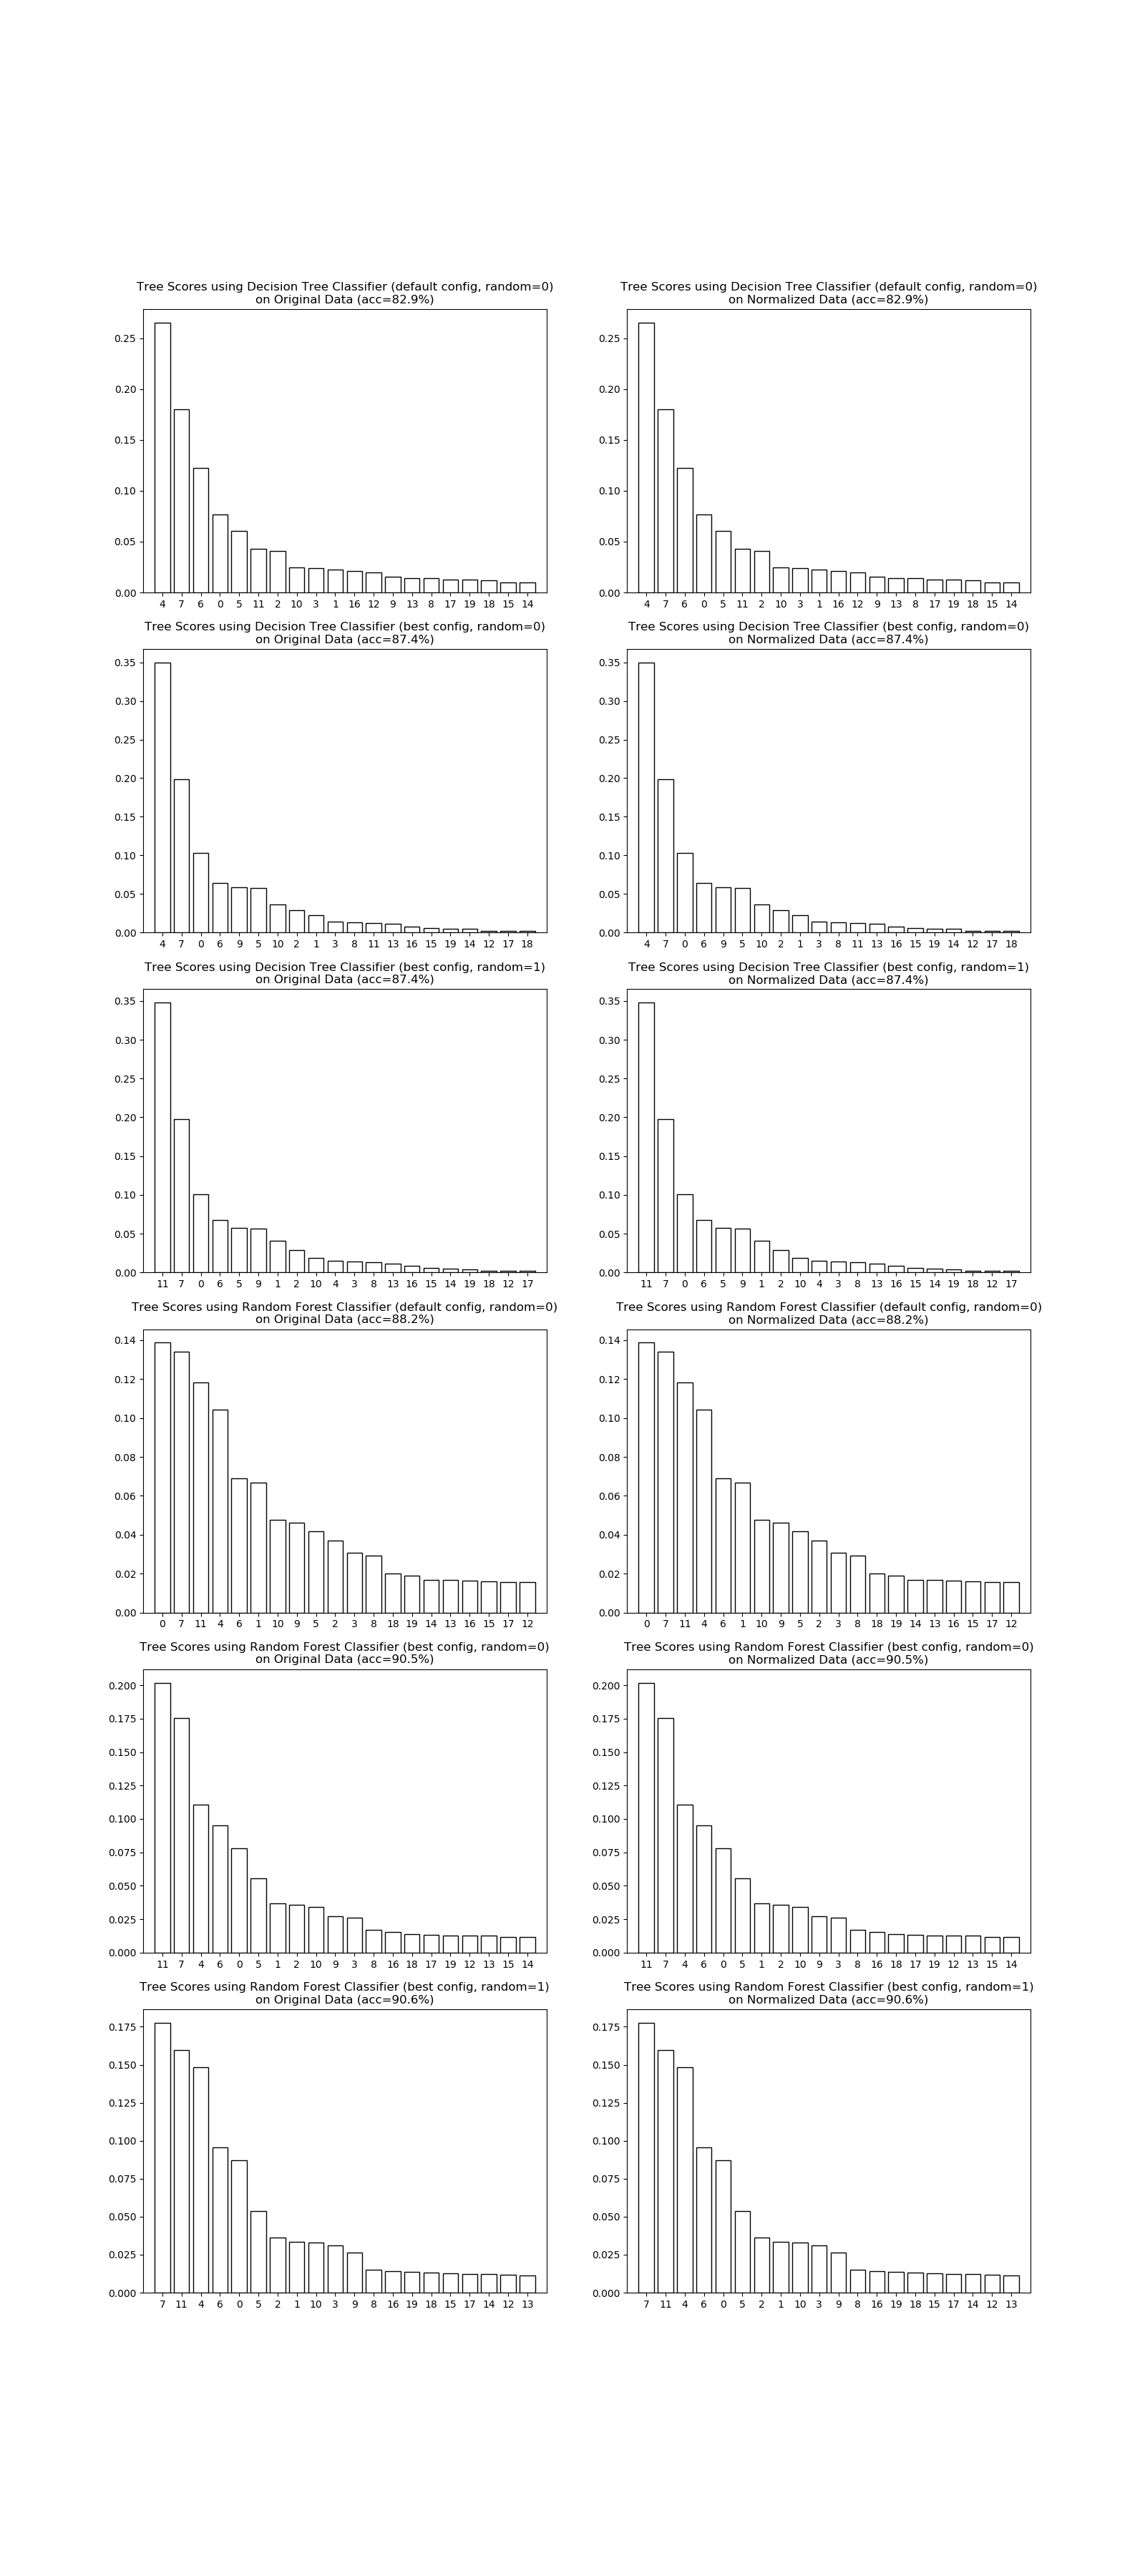 Tree Scores using Decision Tree Classifier (default config, random=0)
on Original Data (acc=82.9%)
0.25
0.20
0.15
0.10
0.05
0.00
4 7 6 0 5 11 2 10 3 1 16 12 9 13 8 17 19 18 15 14
Tree Scores using Decision Tree Classifier (default config, random=0)
on Normalized Data (acc=82.9%)
0.25
0.20
0.15
0.10
0.05
0.00
4 7 6 0 5 11 2 10 3 1 16 12 9 13 8 17 19 18 15 14
Tree Scores using Decision Tree Classifier (best config, random=0)
on Original Data (acc=87.4%)
0.35
0.30
0.25
0.20
0.15
0.10
0.05
0.00
4 7 0 6 9 5 10 2 1 3 8 11 13 16 15 19 14 12 17 18
Tree Scores using Decision Tree Classifier (best config, random=0)
on Normalized Data (acc=87.4%)
0.35
0.30
0.25
0.20
0.15
0.10
0.05
0.00
4 7 0 6 9 5 10 2 1 3 8 11 13 16 15 19 14 12 17 18
Tree Scores using Decision Tree Classifier (best config, random=1)
on Original Data (acc=87.4%)
0.35
0.30
0.25
0.20
0.15
0.10
0.05
0.00
11 7 0 6 5 9 1 2 10 4 3 8 13 16 15 14 19 18 12 17
Tree Scores using Decision Tree Classifier (best config, random=1)
on Normalized Data (acc=87.4%)
0.35
0.30
0.25
0.20
0.15
0.10
0.05
0.00
11 7 0 6 5 9 1 2 10 4 3 8 13 16 15 14 19 18 12 17
Tree Scores using Random Forest Classifier (default config, random=0)
on Original Data (acc=88.2%)
0.14
0.12
0.10
0.08
0.06
0.04
0.02
0.00
0 7 11 4 6 1 10 9 5 2 3 8 18 19 14 13 16 15 17 12
Tree Scores using Random Forest Classifier (default config, random=0)
on Normalized Data (acc=88.2%)
0.14
0.12
0.10
0.08
0.06
0.04
0.02
0.00
0 7 11 4 6 1 10 9 5 2 3 8 18 19 14 13 16 15 17 12
Tree Scores using Random Forest Classifier (best config, random=0)
on Original Data (acc=90.5%)
0.200
0.175
0.150
0.125
0.100
0.075
0.050
0.025
0.000
11 7 4 6 0 5 1 2 10 9 3 8 16 18 17 19 12 13 15 14
Tree Scores using Random Forest Classifier (best config, random=0)
on Normalized Data (acc=90.5%)
0.200
0.175
0.150
0.125
0.100
0.075
0.050
0.025
0.000
11 7 4 6 0 5 1 2 10 9 3 8 16 18 17 19 12 13 15 14
Tree Scores using Random Forest Classifier (best config, random=1)
on Original Data (acc=90.6%)
0.175
0.150
0.125
0.100
0.075
0.050
0.025
0.000
7 11 4 6 0 5 2 1 10 3 9 8 16 19 18 15 17 14 12 13
Tree Scores using Random Forest Classifier (best config, random=1)
on Normalized Data (acc=90.6%)
0.175
0.150
0.125
0.100
0.075
0.050
0.025
0.000
7 11 4 6 0 5 2 1 10 3 9 8 16 19 18 15 17 14 12 13